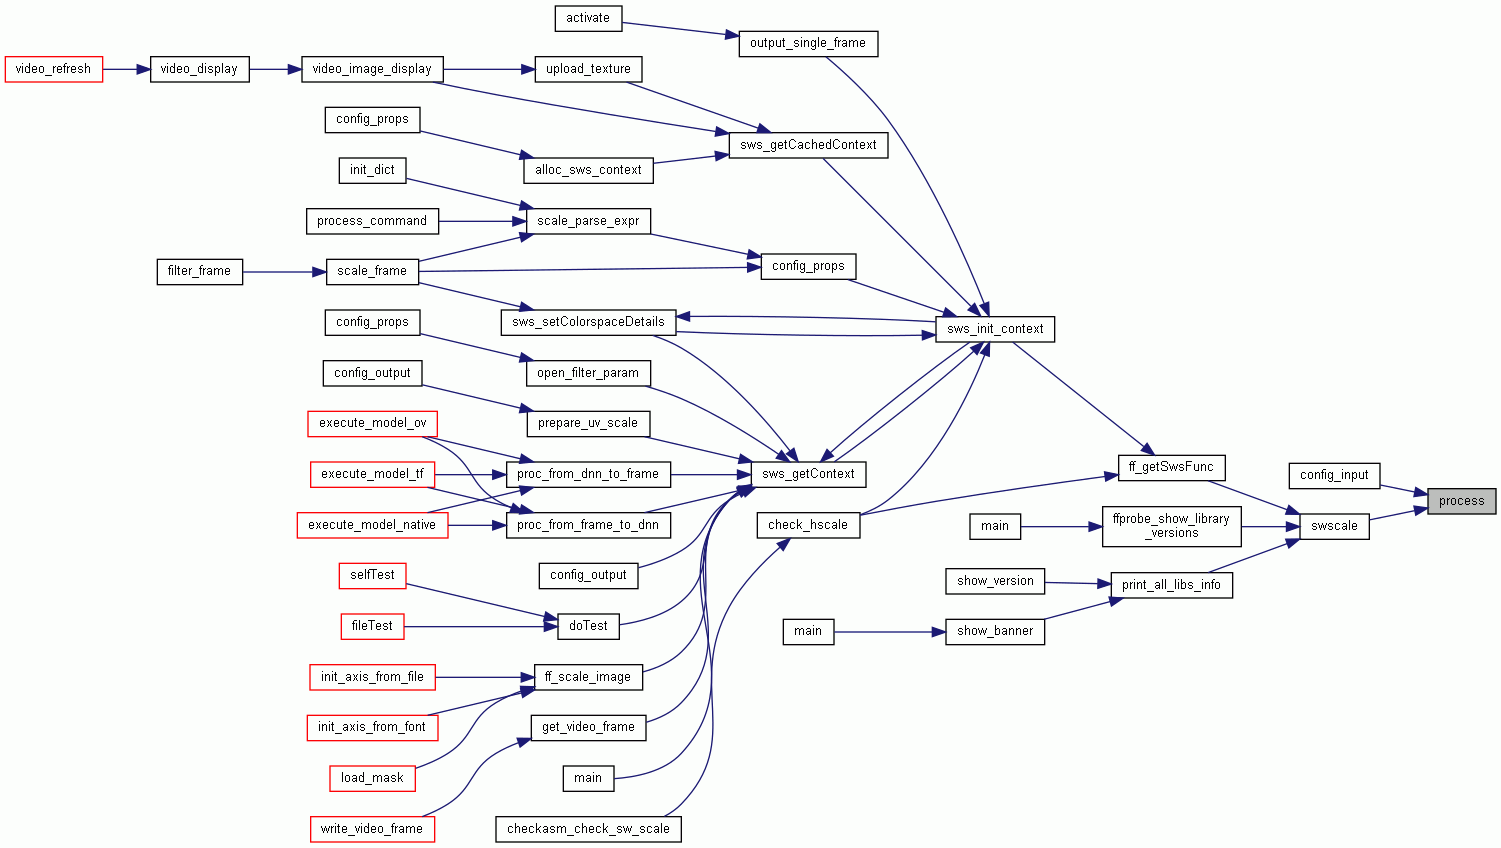 activate
output_single_frame
video_refresh
video_display
video_image_display
upload_texture
config_props
sws_getCachedContext
init_dict
alloc_sws_context
process_command
scale_parse_expr
filter_frame
scale_frame
config_props
config_props
sws_setColorspaceDetails
sws_init_context
config_output
open_filter_param
execute_model_ov
prepare_uv_scale
execute_model_tf
proc_from_dnn_to_frame
sws_getContext
ff_getSwsFunc
config_input
process
execute_model_native
proc_from_frame_to_dnn
check_hscale
main
ffprobe_show_library
_versions
swscale
selfTest
config_output
show_version
print_all_libs_info
fileTest
doTest
main
show_banner
init_axis_from_file
ff_scale_image
init_axis_from_font
get_video_frame
load_mask
main
write_video_frame
checkasm_check_sw_scale